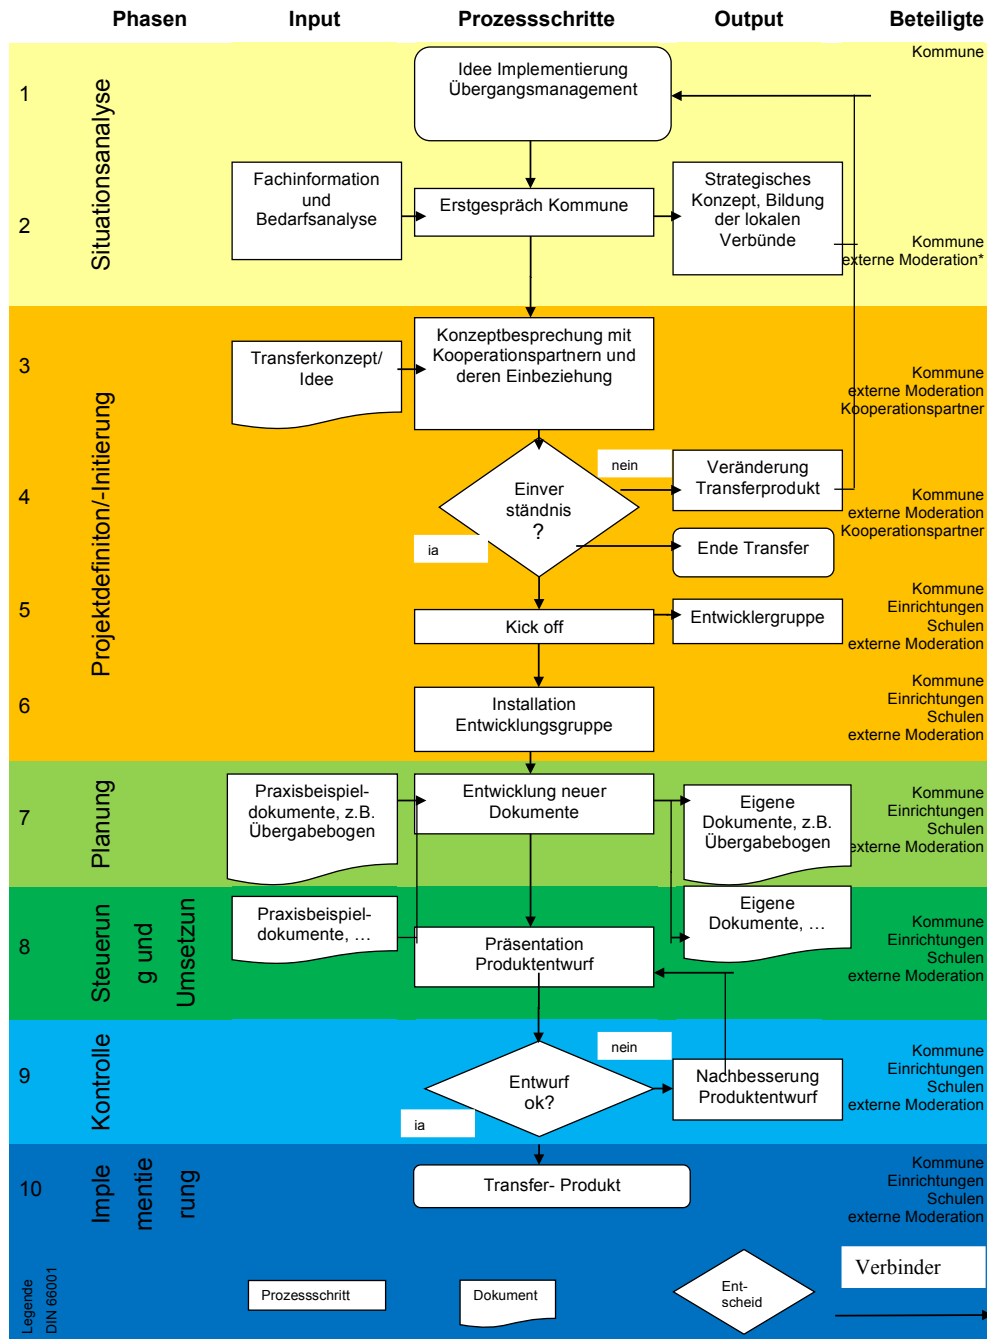 Phasen Input Prozessschritte Output Beteiligte
1
Situationsanalyse
Idee Implementierung
Übergangsmanagement
Kommune
2
Fachinformation
und
Bedarfsanalyse
Erstgespräch Kommune
Strategisches
Konzept, Bildung
der lokalen
Verbünde
Kommune
externe Moderation*
3
Projektdefiniton/-Initierung
Transferkonzept/
Idee
Konzeptbesprechung mit
Kooperationspartnern und
deren Einbeziehung
Kommune
externe Moderation
Kooperationspartner
4
Einver
ständnis
?
nein
ia
Veränderung
Transferprodukt
Ende Transfer
Kommune
externe Moderation
Kooperationspartner
5
Kick off
Entwicklergruppe
Kommune
Einrichtungen
Schulen
externe Moderation
6
Installation
Entwicklungsgruppe
Kommune
Einrichtungen
Schulen
externe Moderation
7
Planung
Praxisbeispiel-
dokumente, z.B.
Übergabebogen
Entwicklung neuer
Dokumente
Eigene
Dokumente, z.B.
Übergabebogen
Kommune
Einrichtungen
Schulen
externe Moderation
8
Steuerun
g und
Umsetzun
Praxisbeispiel-
dokumente, …
Präsentation
Produktentwurf
Eigene
Dokumente, …
Kommune
Einrichtungen
Schulen
externe Moderation
9
Kontrolle
Entwurf
ok?
nein
ia
Nachbesserung
Produktentwurf
Kommune
Einrichtungen
Schulen
externe Moderation
10
Imple
mentie
rung
Transfer- Produkt
Kommune
Einrichtungen
Schulen
externe Moderation
Legende
DIN 66001
Prozessschritt
Dokument
Ent-
scheid
Verbinder